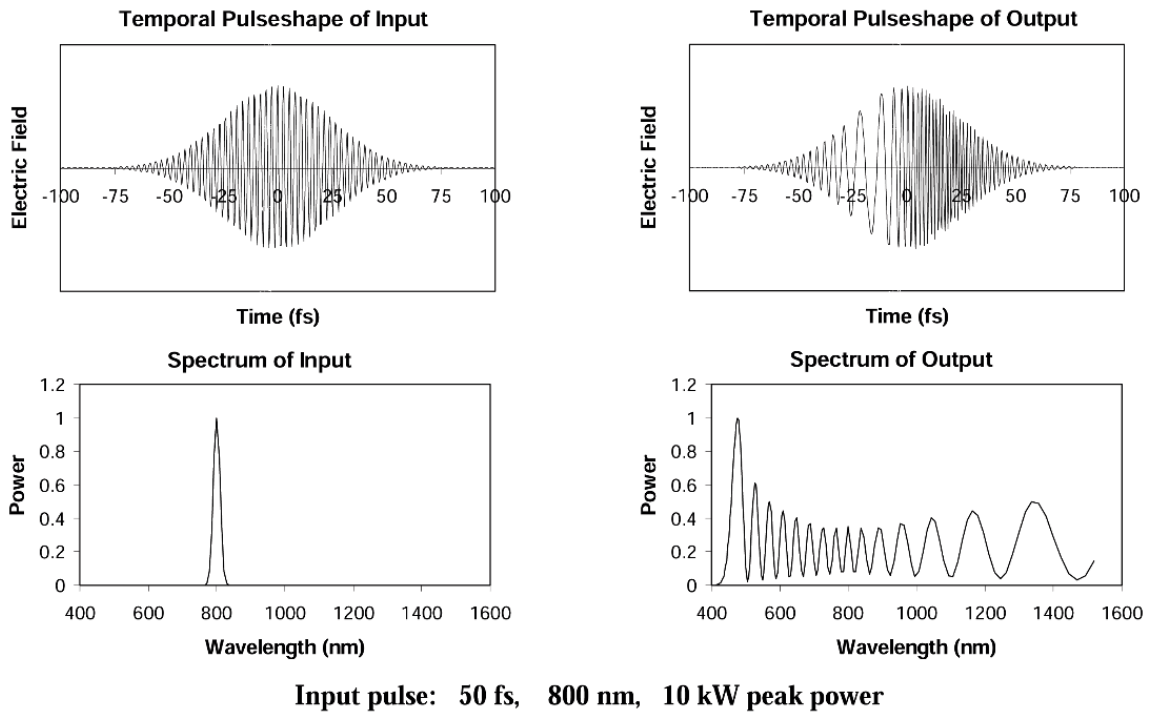 Temporal Pulseshape of Input
Electric Field
-100 -75 -50 -25 0 25 50 75 100
Time (fs)
Temporal Pulseshape of Output
Electric Field
-100 -75 -50 -25 0 25 50 75 100
Time (fs)
Spectrum of Input
Power
1.2
1
0.8
0.6
0.4
0.2
0
400 600 800 1000 1200 1400 1600
Wavelength (nm)
Spectrum of Output
Power
1.2
1
0.8
0.6
0.4
0.2
0
400 600 800 1000 1200 1400 1600
Wavelength (nm)
Input pulse: 50 fs, 800 nm, 10 kW peak power